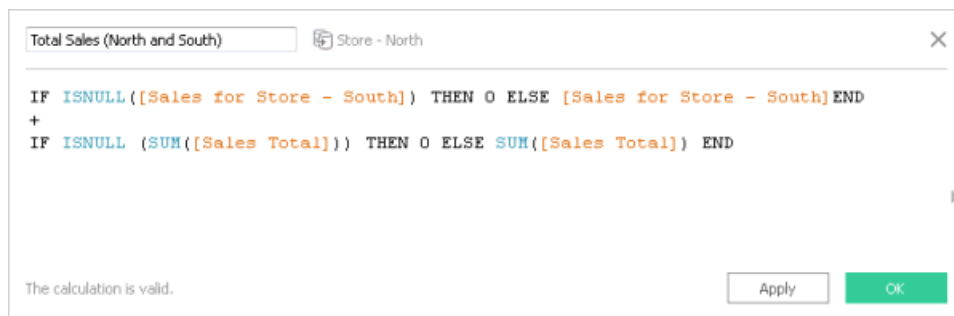 Total Sales (North and South) Store - North
IF ISNULL([Sales for Store - South]) THEN 0 ELSE [Sales for Store - South]END
+
IF ISNULL (SUM([Sales Total])) THEN 0 ELSE SUM([Sales Total]) END
The calculation is valid. Apply OK